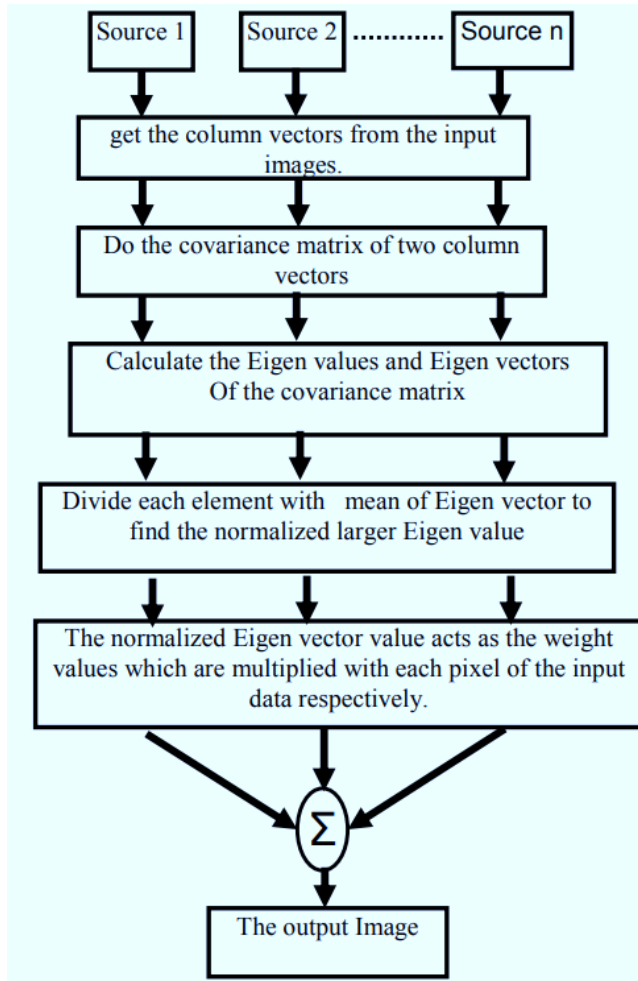 Source 1 Source 2 ............ Source n
get the column vectors from the input
images.
Do the covariance matrix of two column
vectors
Calculate the Eigen values and Eigen vectors
Of the covariance matrix
Divide each element with mean of Eigen vector to
find the normalized larger Eigen value
The normalized Eigen vector value acts as the weight
values which are multiplied with each pixel of the input
data respectively.
Σ
The output Image